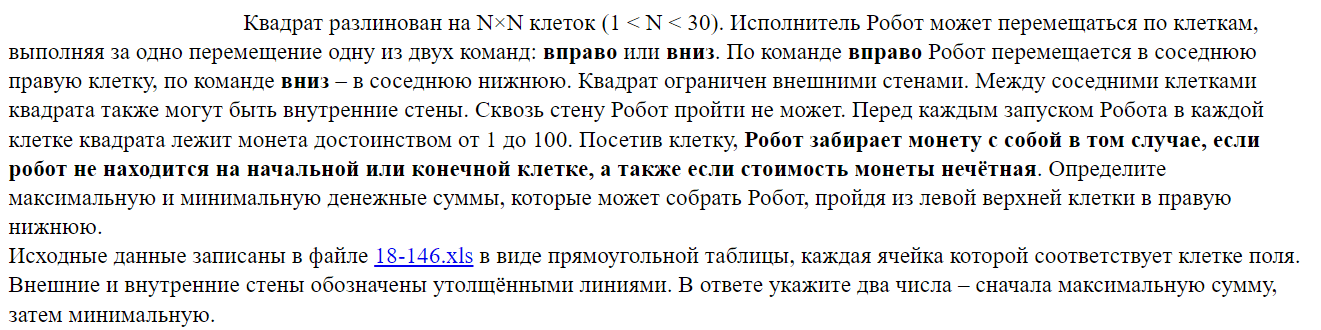 Квадрат разлинован на N×N клеток (1 < N < 30). Исполнитель Робот может перемещаться по клеткам,
выполняя за одно перемещение одну из двух команд: вправо или вниз. По команде вправо Робот перемещается в соседнюю
правую клетку, по команде вниз – в соседнюю нижнюю. Квадрат ограничен внешними стенами. Между соседними клетками
квадрата также могут быть внутренние стены. Сквозь стену Робот пройти не может. Перед каждым запуском Робота в каждой
клетке квадрата лежит монета достоинством от 1 до 100. Посетив клетку, Робот забирает монету с собой в том случае, если
робот не находится на начальной или конечной клетке, а также если стоимость монеты нечётная. Определите
максимальную и минимальную денежные суммы, которые может собрать Робот, пройдя из левой верхней клетки в правую
нижнюю.
Исходные данные записаны в файле 18-146.xls в виде прямоугольной таблицы, каждая ячейка которой соответствует клетке поля.
Внешние и внутренние стены обозначены утолщёнными линиями. В ответе укажите два числа – сначала максимальную сумму,
затем минимальную.